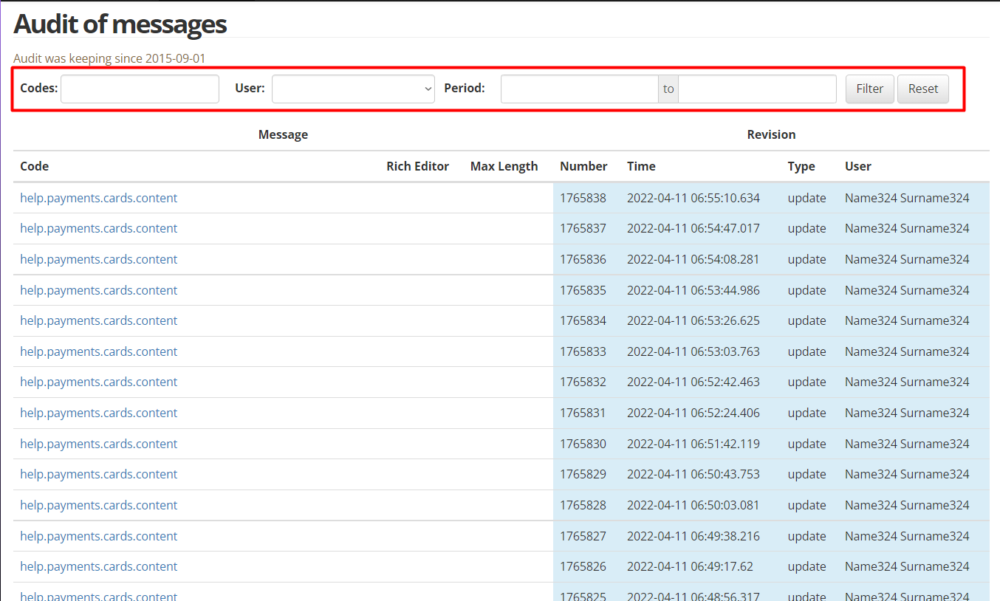 Audit of messages
Audit was keeping since 2015-09-01
Codes: User: Period: to Filter Reset
Message Revision
Code Rich Editor Max Length Number Time Type User
help.payments.cards.content 1765838 2022-04-11 06:55:10.634 update Name324 Surname324
help.payments.cards.content 1765837 2022-04-11 06:54:47.017 update Name324 Surname324
help.payments.cards.content 1765836 2022-04-11 06:54:08.281 update Name324 Surname324
help.payments.cards.content 1765835 2022-04-11 06:53:44.986 update Name324 Surname324
help.payments.cards.content 1765834 2022-04-11 06:53:26.625 update Name324 Surname324
help.payments.cards.content 1765833 2022-04-11 06:53:03.763 update Name324 Surname324
help.payments.cards.content 1765832 2022-04-11 06:52:42.463 update Name324 Surname324
help.payments.cards.content 1765831 2022-04-11 06:52:24.406 update Name324 Surname324
help.payments.cards.content 1765830 2022-04-11 06:51:42.119 update Name324 Surname324
help.payments.cards.content 1765829 2022-04-11 06:50:43.753 update Name324 Surname324
help.payments.cards.content 1765828 2022-04-11 06:50:03.081 update Name324 Surname324
help.payments.cards.content 1765827 2022-04-11 06:49:38.216 update Name324 Surname324
help.payments.cards.content 1765826 2022-04-11 06:49:17.62 update Name324 Surname324
help.payments.cards.content 1765825 2022-04-11 06:48:56.317 update Name324 Surname324